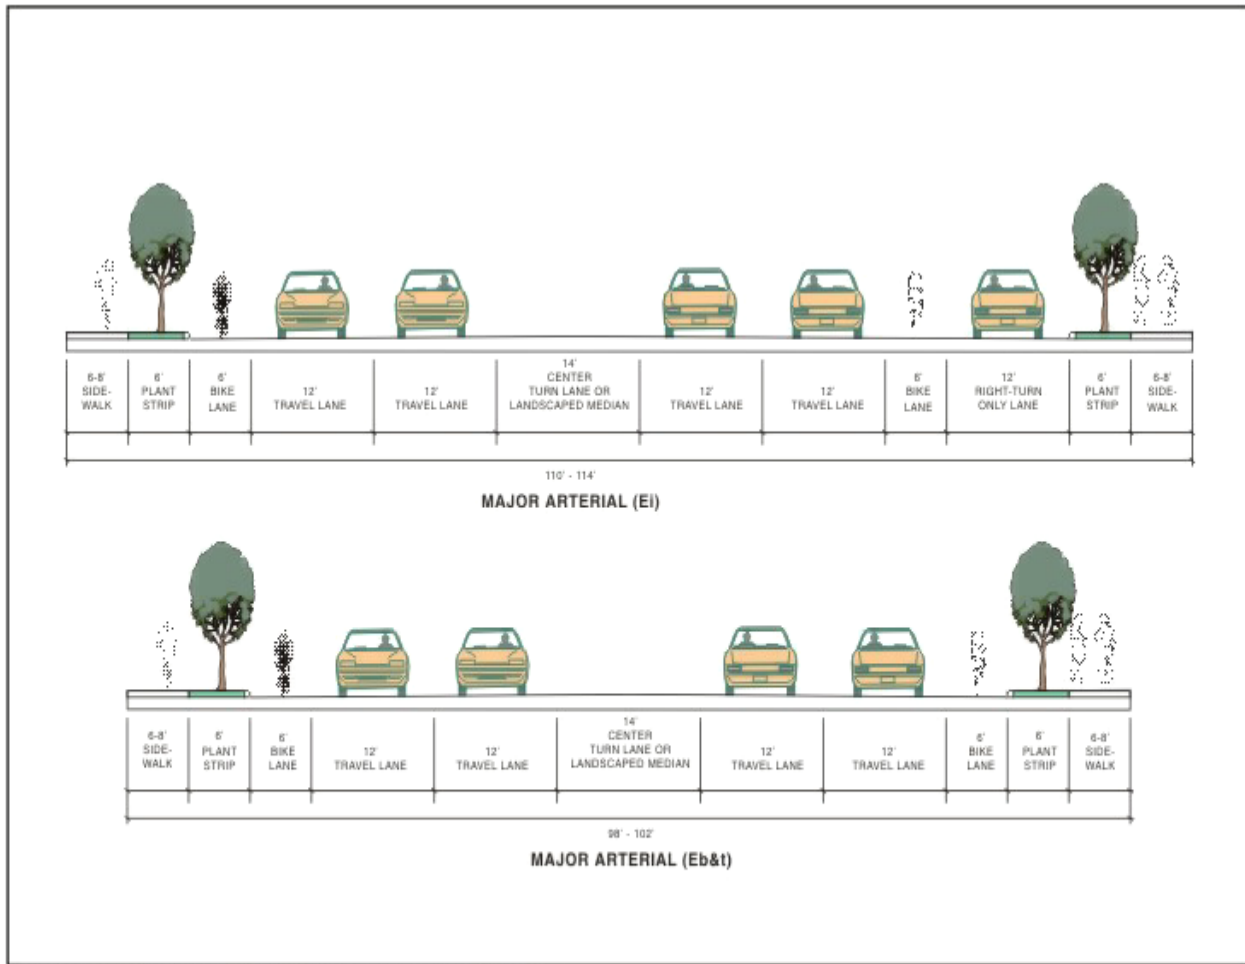 6-8'
SIDE-
WALK
6'
PLANT
STRIP
6'
BIKE
LANE
12'
TRAVEL LANE
12'
TRAVEL LANE
14'
CENTER
TURN LANE OR
LANDSCAPED MEDIAN
12'
TRAVEL LANE
12'
TRAVEL LANE
6'
BIKE
LANE
12'
RIGHT-TURN
ONLY LANE
6'
PLANT
STRIP
6-8'
SIDE-
WALK
110' - 114'
MAJOR ARTERIAL (Ei)
6-8'
SIDE-
WALK
6'
PLANT
STRIP
6'
BIKE
LANE
12'
TRAVEL LANE
12'
TRAVEL LANE
14'
CENTER
TURN LANE OR
LANDSCAPED MEDIAN
12'
TRAVEL LANE
12'
TRAVEL LANE
6'
BIKE
LANE
6'
PLANT
STRIP
6-8'
SIDE-
WALK
98' - 102'
MAJOR ARTERIAL (Eb&t)